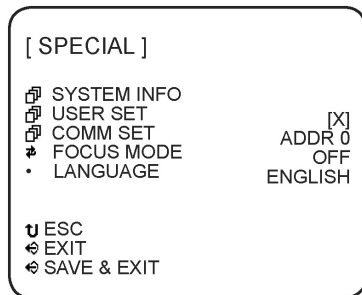 [ SPECIAL ]
SYSTEM INFO
USER SET [X]
COMM SET ADDR 0
FOCUS MODE OFF
• LANGUAGE ENGLISH
ESC
EXIT
SAVE & EXIT